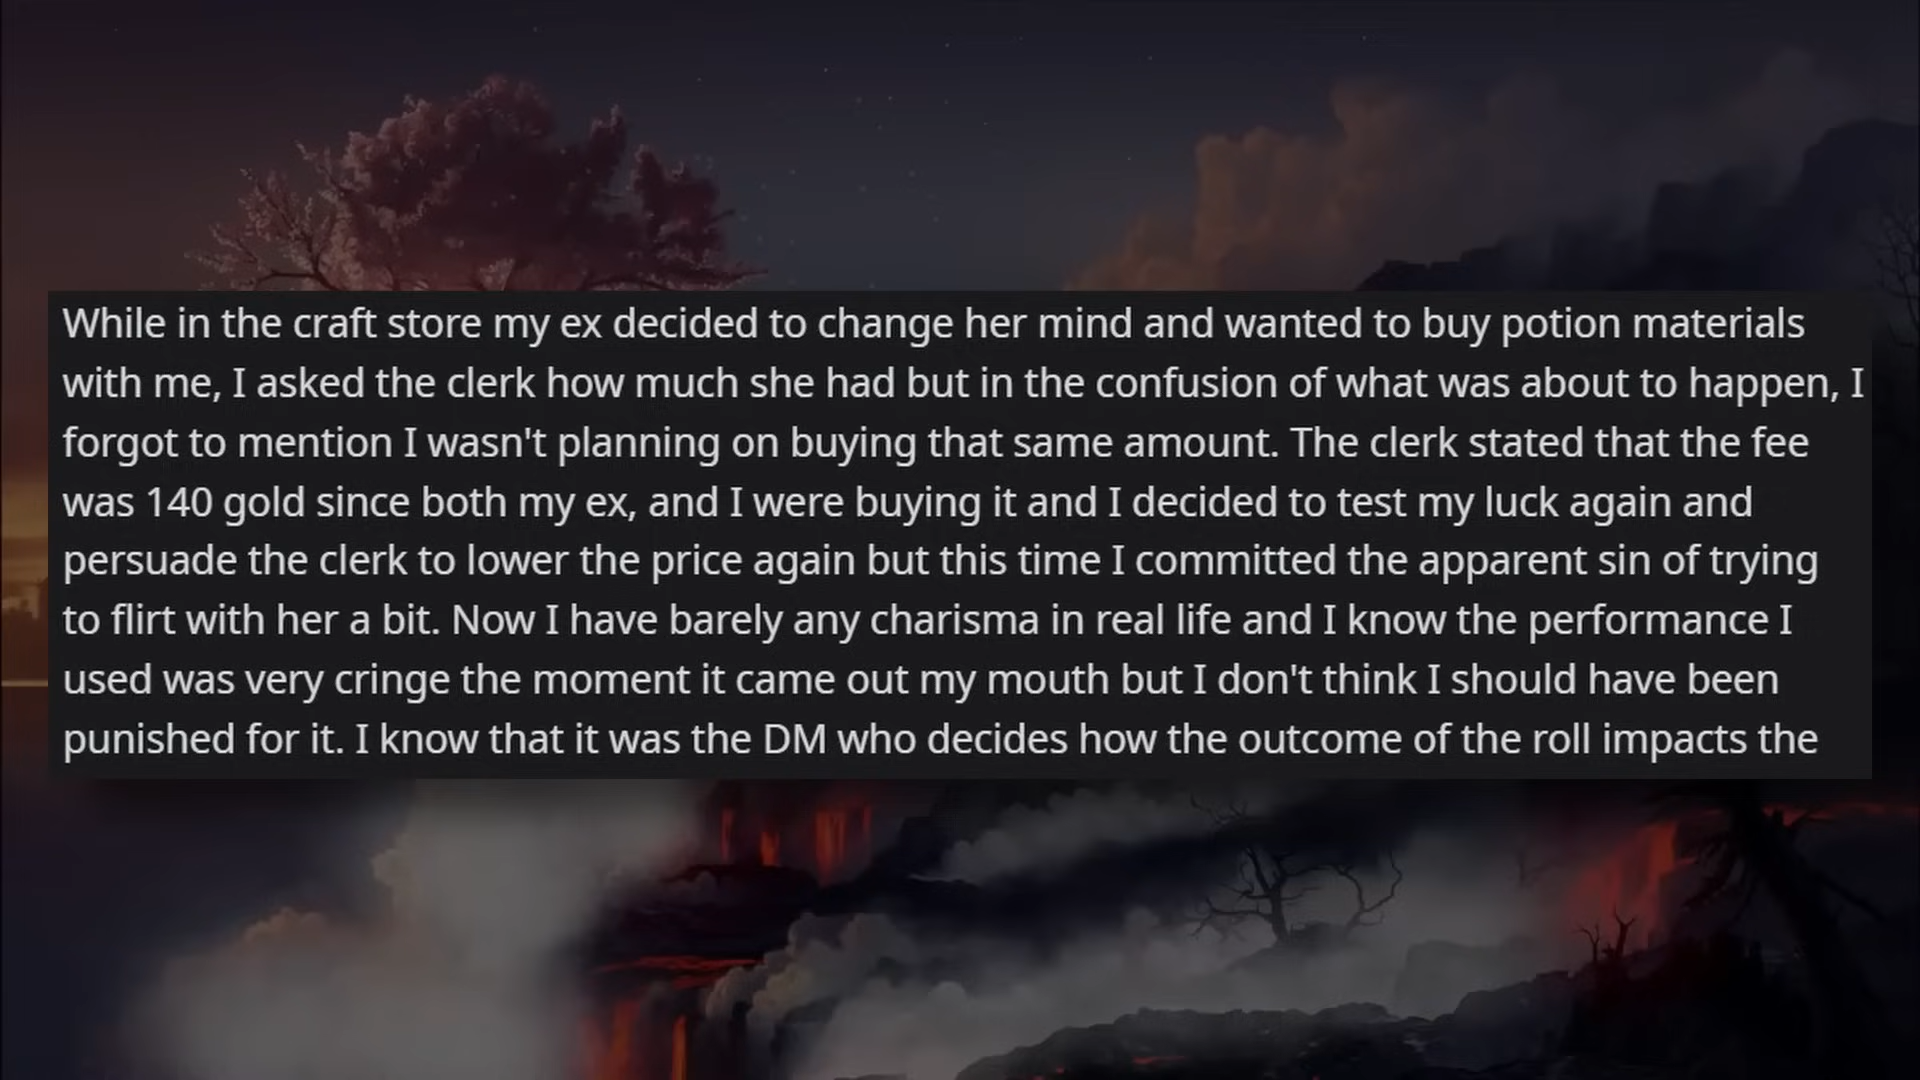 While in the craft store my ex decided to change her mind and wanted to buy potion materials
with me, I asked the clerk how much she had but in the confusion of what was about to happen, I
forgot to mention I wasn't planning on buying that same amount. The clerk stated that the fee
was 140 gold since both my ex, and I were buying it and I decided to test my luck again and
persuade the clerk to lower the price again but this time I committed the apparent sin of trying
to flirt with her a bit. Now I have barely any charisma in real life and I know the performance I
used was very cringe the moment it came out my mouth but I don't think I should have been
punished for it. I know that it was the DM who decides how the outcome of the roll impacts the